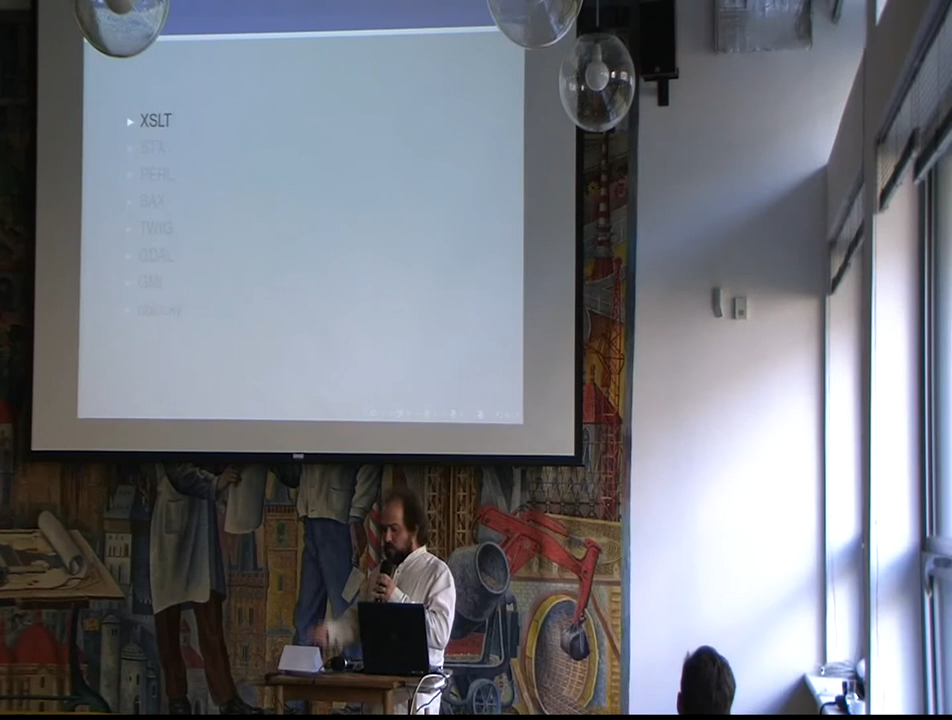 XSLT
STX
PERL
SAX
TWIG
GDAL
GML